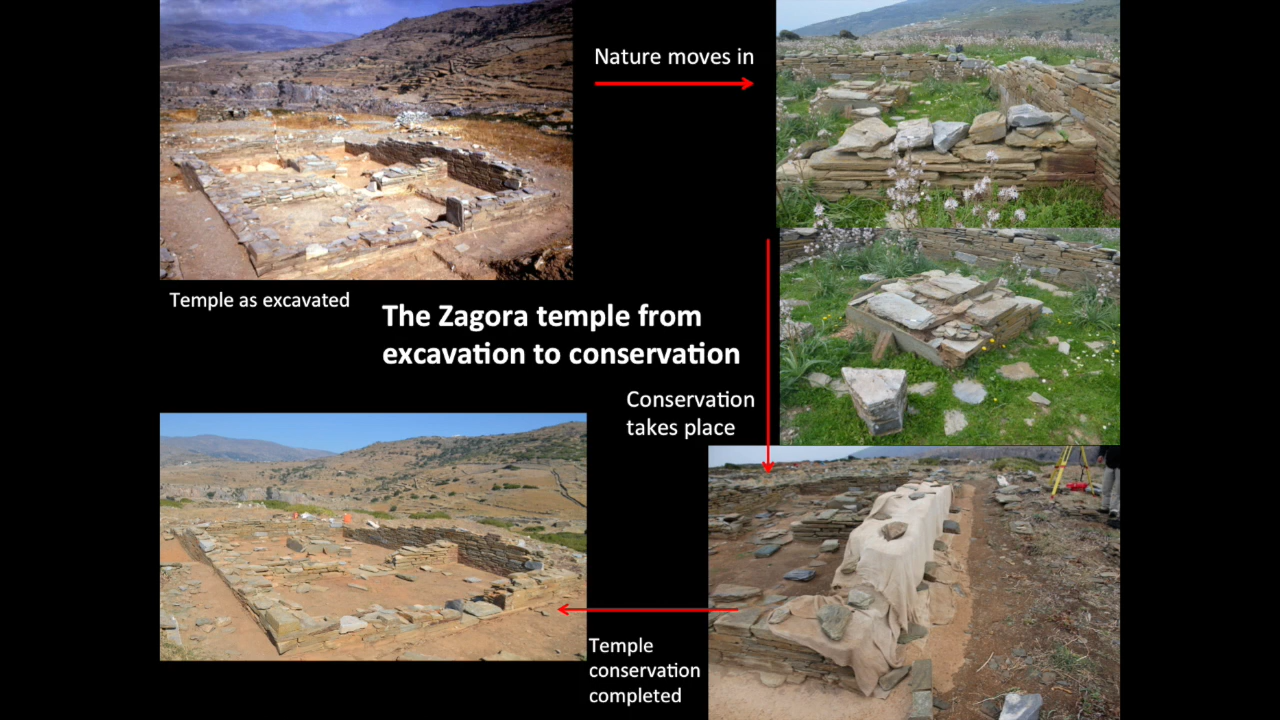 Nature moves in
Temple as excavated
The Zagora temple from
excavation to conservation
Conservation
takes place
Temple
conservation
completed